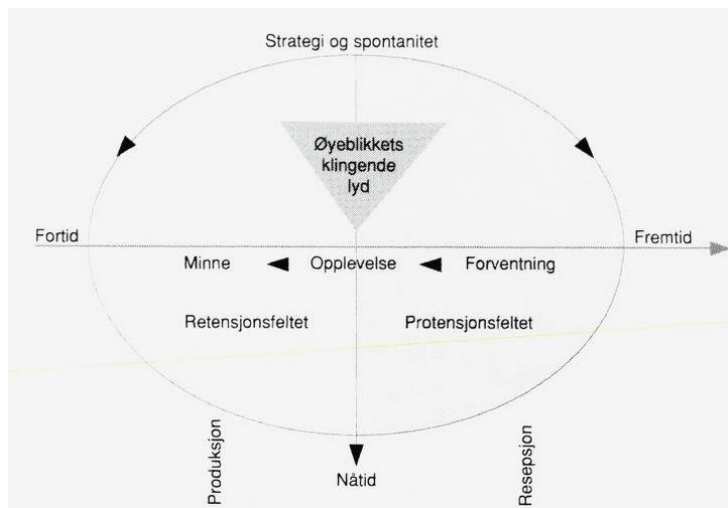 Strategi og spontanitet
Øyeblikkets
klingende
lyd
Fortid
Fremtid
Minne
Opplevelse
Forventning
Retensjonsfeltet
Protensjonsfeltet
Produksjon
Resepsjon
Nåtid